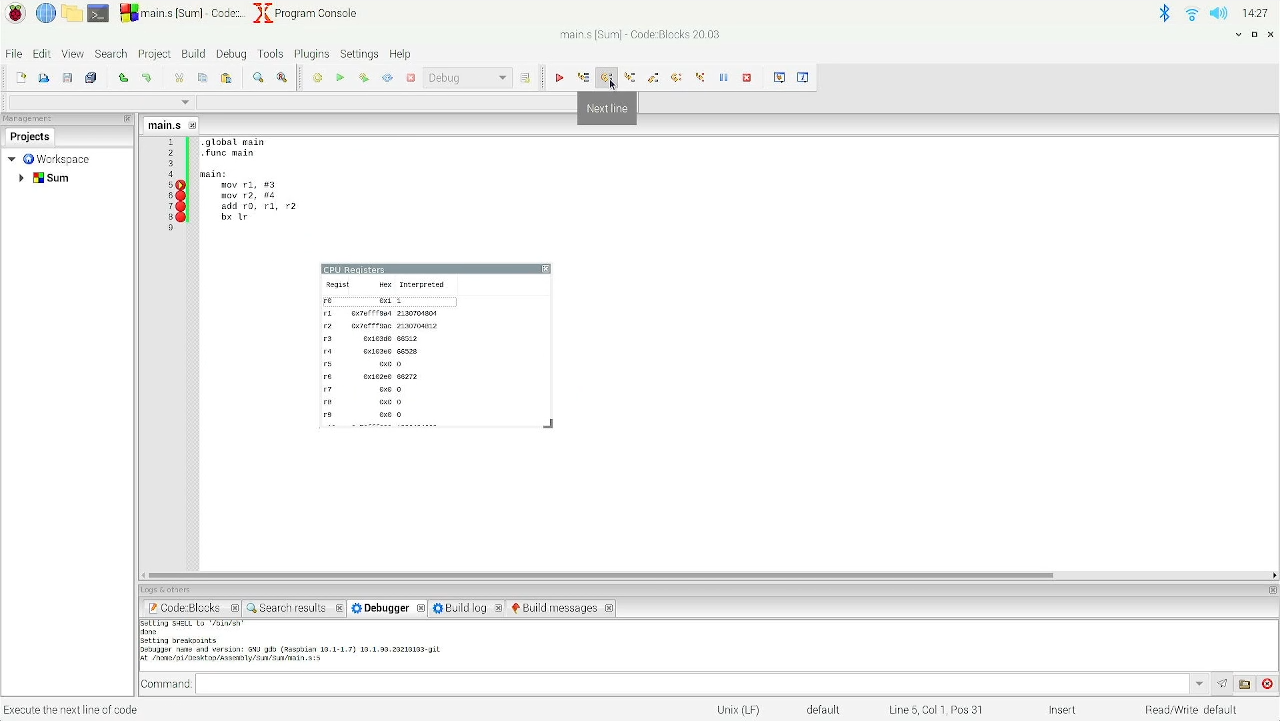 main.s [Sum] - Code:... Program Console 14:27
main.s [Sum] - Code::Blocks 20.03
File Edit View Search Project Build Debug Tools Plugins Settings Help
Debug
Next line
Management
Projects
Workspace
Sum
main.s
1 .global main
2 .func main
3
4 main:
5 mov r1, #3
6 mov r2, #4
7 add r0, r1, r2
8 bx lr
9
CPU Registers
Regist Hex Interpreted
r0 0x1 1
r1 0x7efff9a4 2130704804
r2 0x7efff9ac 2130704812
r3 0x103d0 66512
r4 0x103e0 66528
r5 0x0 0
r6 0x102e0 66272
r7 0x0 0
r8 0x0 0
r9 0x0 0
Logs & others
Code::Blocks Search results Debugger Build log Build messages
Setting SHELL to '/bin/sh'
done
Setting breakpoints
Debugger name and version: GNU gdb (Raspbian 10.1-1.7) 10.1.90.20210103-git
At /home/pi/Desktop/Assembly/Sum/Sum/main.s:5
Command:
Execute the next line of code Unix (LF) default Line 5, Col 1, Pos 31 Insert Read/Write default